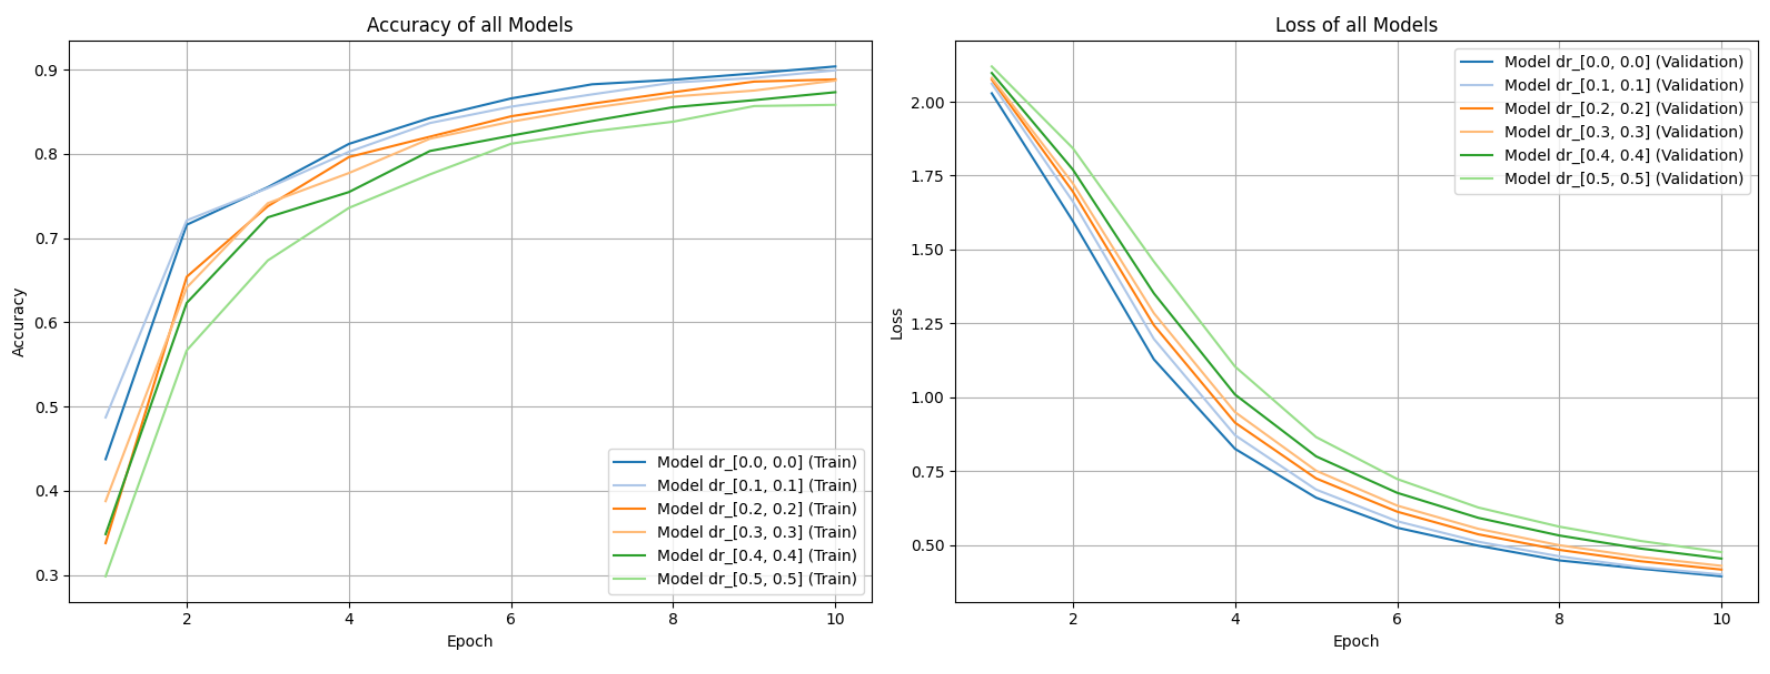 Accuracy of all Models
Accuracy
0.9
0.8
0.7
0.6
0.5
0.4
0.3
Model dr_[0.0, 0.0] (Train)
Model dr_[0.1, 0.1] (Train)
Model dr_[0.2, 0.2] (Train)
Model dr_[0.3, 0.3] (Train)
Model dr_[0.4, 0.4] (Train)
Model dr_[0.5, 0.5] (Train)
2 4 6 8 10
Epoch
Loss of all Models
Loss
2.00
1.75
1.50
1.25
1.00
0.75
0.50
Model dr_[0.0, 0.0] (Validation)
Model dr_[0.1, 0.1] (Validation)
Model dr_[0.2, 0.2] (Validation)
Model dr_[0.3, 0.3] (Validation)
Model dr_[0.4, 0.4] (Validation)
Model dr_[0.5, 0.5] (Validation)
2 4 6 8 10
Epoch